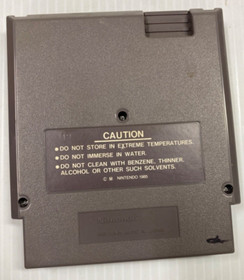 CAUTION
• DO NOT STORE IN EXTREME TEMPERATURES.
• DO NOT IMMERSE IN WATER.
• DO NOT CLEAN WITH BENZENE, THINNER,
ALCOHOL OR OTHER SUCH SOLVENTS.
© ® NINTENDO 1985